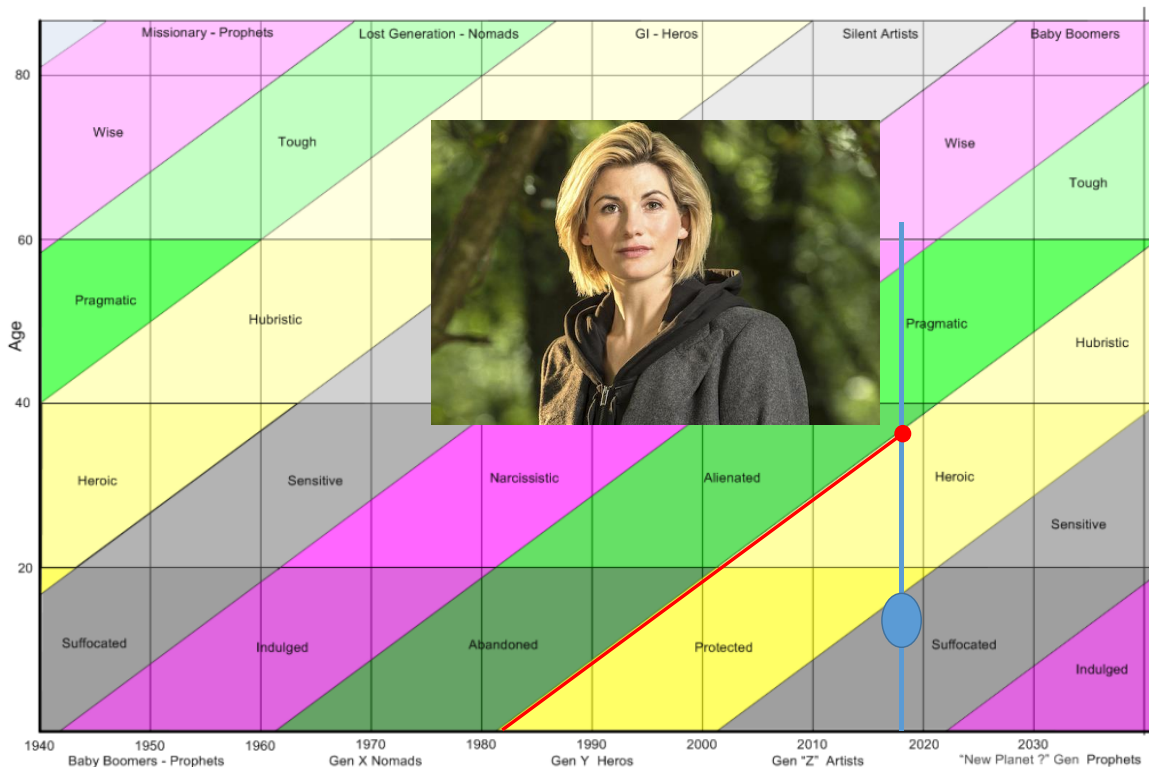 Missionary - Prophets
Lost Generation - Nomads
GI - Heros
Silent Artists
Baby Boomers
80
Wise
Tough
Wise
Tough
60
Pragmatic
Hubristic
Pragmatic
Hubristic
Age
40
Heroic
Sensitive
Narcissistic
Alienated
Heroic
Sensitive
20
Suffocated
Indulged
Abandoned
Protected
Suffocated
Indulged
1940 1950 1960 1970 1980 1990 2000 2010 2020 2030
Baby Boomers - Prophets
Gen X Nomads
Gen Y Heros
Gen "Z" Artists
"New Planet ?" Gen Prophets